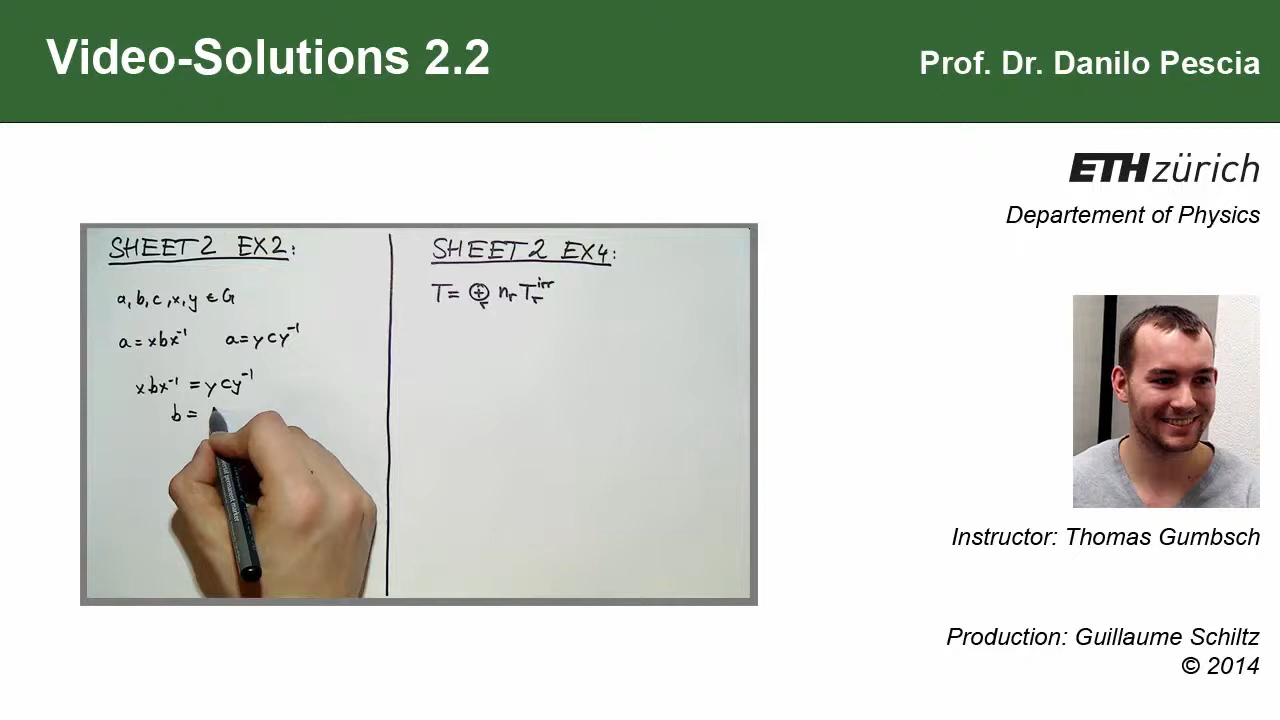 Video-Solutions 2.2
Prof. Dr. Danilo Pescia
ETH zürich
Departement of Physics
SHEET 2 EX2:
a, b, c, x, y ∈ G
a = xbx⁻¹ a = ycy⁻¹
xbx⁻¹ = ycy⁻¹
b =
SHEET 2 EX4:
T = ⊕ᵣ nᵣ Tᵣⁱʳʳ
Instructor: Thomas Gumbsch
Production: Guillaume Schiltz
© 2014